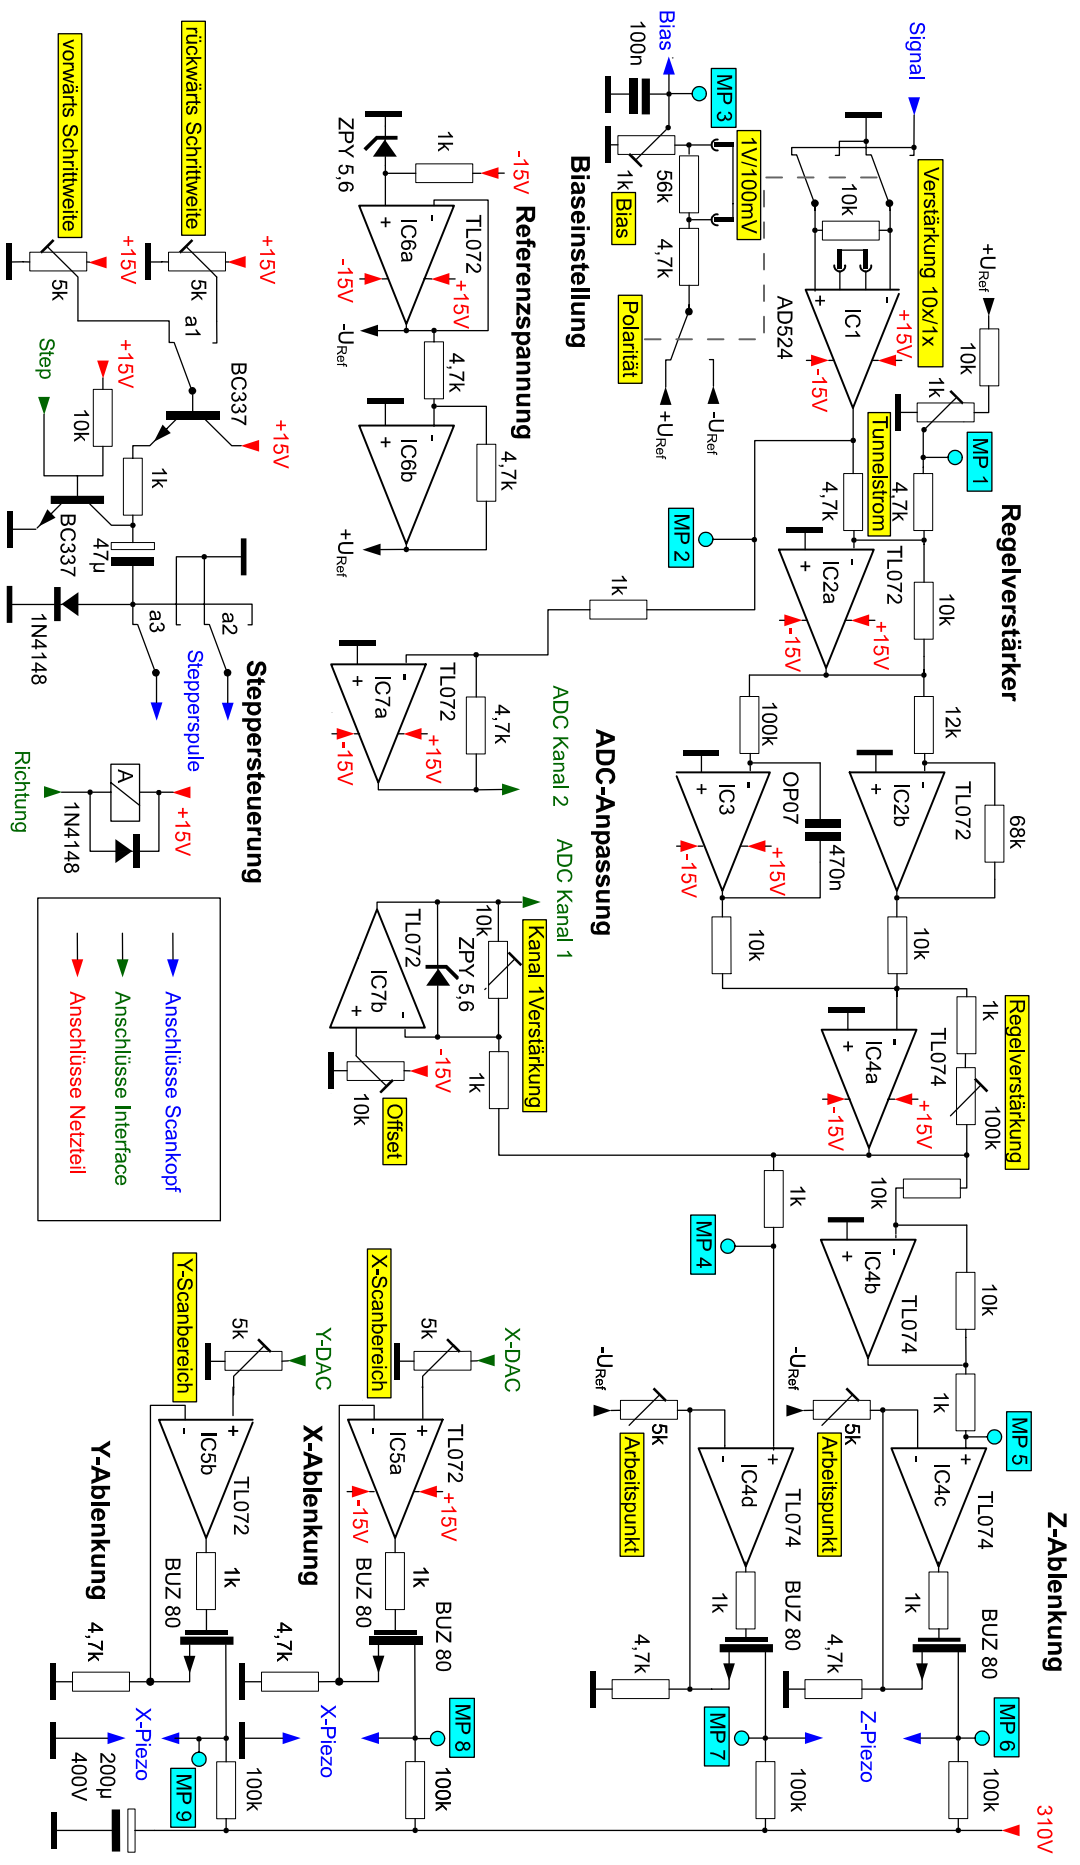 Regelverstärker
Signal
Verstärkung 10x/1x
10k
IC1
AD524
+15V
-15V
+
-
+URef
10k
1k
MP 1
4,7k
Tunnelstrom
4,7k
TL072
IC2a
+
-
+15V
-15V
10k
12k
TL072
IC2b
+
-
68k
10k
100k
OP07
IC3
+
-
470n
+15V
-15V
10k
Regelverstärkung
1k
100k
TL074
IC4a
+
-
+15V
-15V
MP 2
Z-Ablenkung
10k
IC4b
+
-
TL074
10k
1k
MP 5
1k
MP 4
-URef
5k
Arbeitspunkt
IC4c
+
-
TL074
1k
BUZ 80
4,7k
MP 6
100k
310V
-URef
5k
Arbeitspunkt
IC4d
+
-
TL074
1k
BUZ 80
4,7k
MP 7
Z-Piezo
100k
Biaseinstellung
Bias
100n
MP 3
1V/100mV
56k
1k
Bias
4,7k
Polarität
-URef
+URef
Referenzspannung
-15V
1k
ZPY 5,6
TL072
IC6a
+
-
+15V
-15V
-URef
4,7k
IC6b
+
-
4,7k
+URef
ADC-Anpassung
1k
TL072
IC7a
+
-
+15V
-15V
4,7k
ADC Kanal 2
ADC Kanal 1
Kanal 1Verstärkung
10k
ZPY 5,6
TL072
IC7b
+
-
1k
-15V
10k
Offset
X-Ablenkung
X-DAC
5k
X-Scanbereich
TL072
IC5a
+
-
+15V
-15V
1k
BUZ 80
BUZ 80
4,7k
MP 8
X-Piezo
100k
Y-Ablenkung
Y-DAC
5k
Y-Scanbereich
TL072
IC5b
+
-
1k
BUZ 80
4,7k
MP 9
X-Piezo
100k
200µ
400V
Steppersteuerung
rückwärts Schrittweite
+15V
5k
a1
vorwärts Schrittweite
+15V
5k
BC337
+15V
Step
+15V
10k
1k
BC337
47µ
1N4148
a2
a3
Stepperspule
Richtung
A
+15V
1N4148
Anschlüsse Scankopf
Anschlüsse Interface
Anschlüsse Netzteil